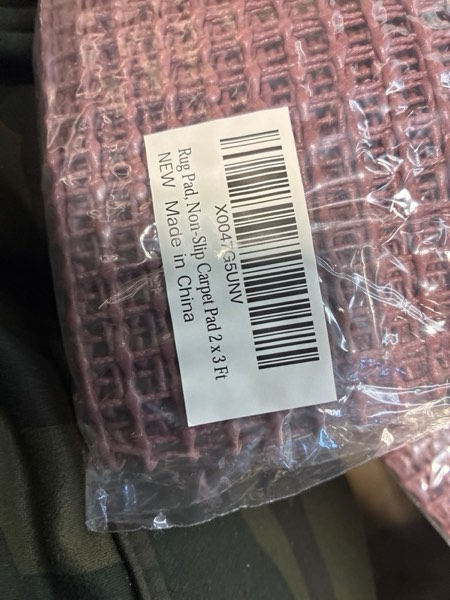 X0047G5UNV
Rug Pad, Non-Slip Carpet Pad 2 x 3 Ft
NEW Made in China